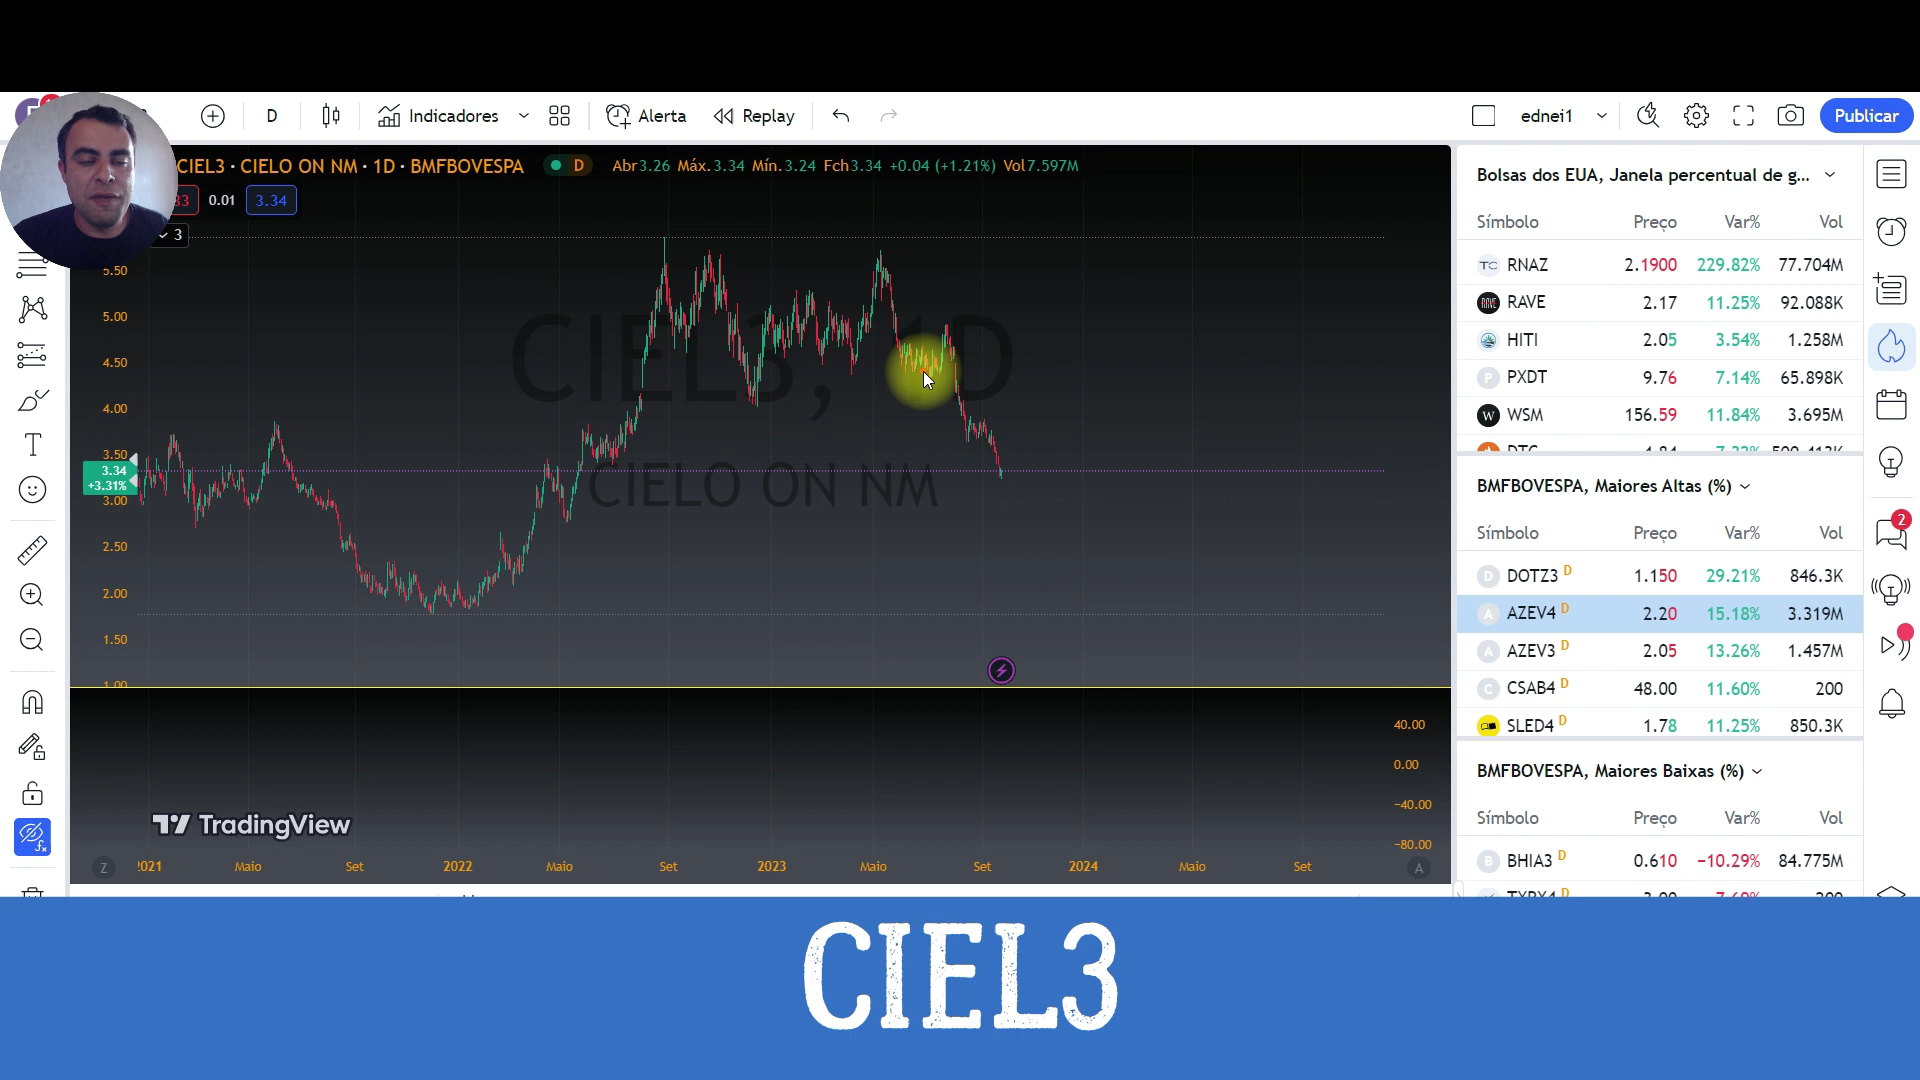 D
Indicadores
Alerta
Replay
ednei1
Publicar
CIEL3 · CIELO ON NM · 1D · BMFBOVESPA
D
Abr3.26 Máx.3.34 Mín.3.24 Fch3.34 +0.04 (+1.21%) Vol7.597M
33 0.01 3.34
3
CIEL3, 1D
CIELO ON NM
5.50
5.00
4.50
4.00
3.50
3.34
+3.31%
3.00
2.50
2.00
1.50
1.00
40.00
0.00
−40.00
−80.00
TradingView
Z 2021 Maio Set 2022 Maio Set 2023 Maio Set 2024 Maio Set A
Bolsas dos EUA, Janela percentual de g...
Símbolo Preço Var% Vol
RNAZ 2.1900 229.82% 77.704M
RAVE 2.17 11.25% 92.088K
HITI 2.05 3.54% 1.258M
P PXDT 9.76 7.14% 65.898K
W WSM 156.59 11.84% 3.695M
BMFBOVESPA, Maiores Altas (%)
Símbolo Preço Var% Vol
D DOTZ3 D 1.150 29.21% 846.3K
A AZEV4 D 2.20 15.18% 3.319M
A AZEV3 D 2.05 13.26% 1.457M
C CSAB4 D 48.00 11.60% 200
SLED4 D 1.78 11.25% 850.3K
BMFBOVESPA, Maiores Baixas (%)
Símbolo Preço Var% Vol
B BHIA3 D 0.610 −10.29% 84.775M
2
CIEL3